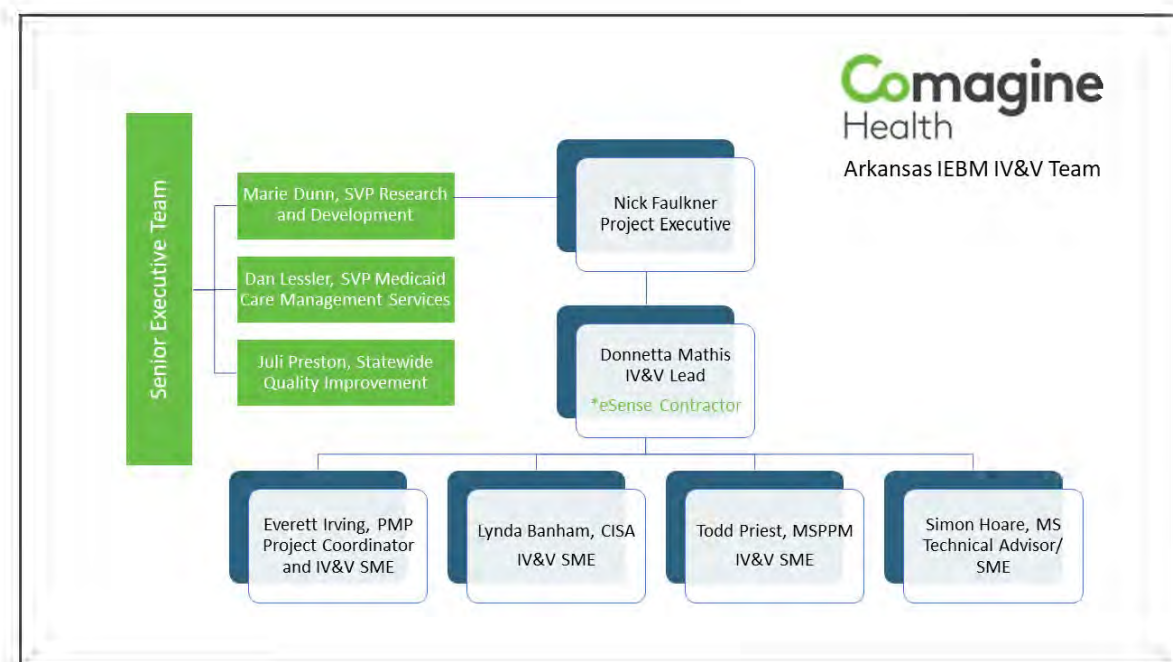 Comagine
Health
Arkansas IEBM IV&V Team
Senior Executive Team
Marie Dunn, SVP Research
and Development
Dan Lessler, SVP Medicaid
Care Management Services
Juli Preston, Statewide
Quality Improvement
Nick Faulkner
Project Executive
Donnetta Mathis
IV&V Lead
*eSense Contractor
Everett Irving, PMP
Project Coordinator
and IV&V SME
Lynda Banham, CISA
IV&V SME
Todd Priest, MSPPM
IV&V SME
Simon Hoare, MS
Technical Advisor/
SME